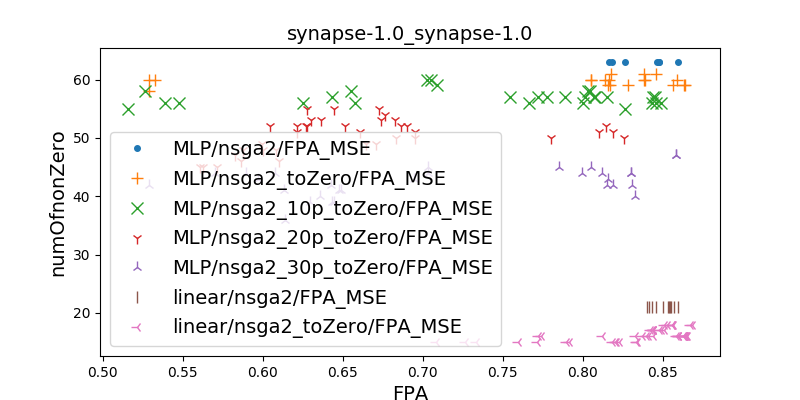 synapse-1.0_synapse-1.0
numOfnonZero
60
50
40
30
20
MLP/nsga2/FPA_MSE
MLP/nsga2_toZero/FPA_MSE
MLP/nsga2_10p_toZero/FPA_MSE
MLP/nsga2_20p_toZero/FPA_MSE
MLP/nsga2_30p_toZero/FPA_MSE
linear/nsga2/FPA_MSE
linear/nsga2_toZero/FPA_MSE
0.50 0.55 0.60 0.65 0.70 0.75 0.80 0.85
FPA